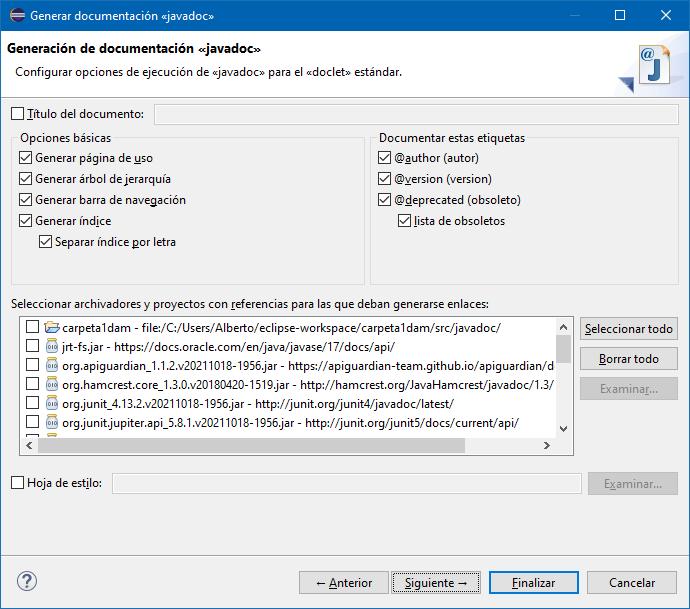 Generar documentación «javadoc»
Generación de documentación «javadoc»
Configurar opciones de ejecución de «javadoc» para el «doclet» estándar.
@
J
Título del documento:
Opciones básicas
Generar página de uso
Generar árbol de jerarquía
Generar barra de navegación
Generar índice
Separar índice por letra
Documentar estas etiquetas
@author (autor)
@version (version)
@deprecated (obsoleto)
lista de obsoletos
Seleccionar archivadores y proyectos con referencias para las que deban generarse enlaces:
carpeta1dam - file:/C:/Users/Alberto/eclipse-workspace/carpeta1dam/src/javadoc/
jrt-fs.jar - https://docs.oracle.com/en/java/javase/17/docs/api/
org.apiguardian_1.1.2.v20211018-1956.jar - https://apiguardian-team.github.io/apiguardian/d
org.hamcrest.core_1.3.0.v20180420-1519.jar - http://hamcrest.org/JavaHamcrest/javadoc/1.3/
org.junit_4.13.2.v20211018-1956.jar - http://junit.org/junit4/javadoc/latest/
org.junit.jupiter.api_5.8.1.v20211018-1956.jar - http://junit.org/junit5/docs/current/api/
Seleccionar todo
Borrar todo
Examinar...
Hoja de estilo:
Examinar...
?
← Anterior
Siguiente →
Finalizar
Cancelar